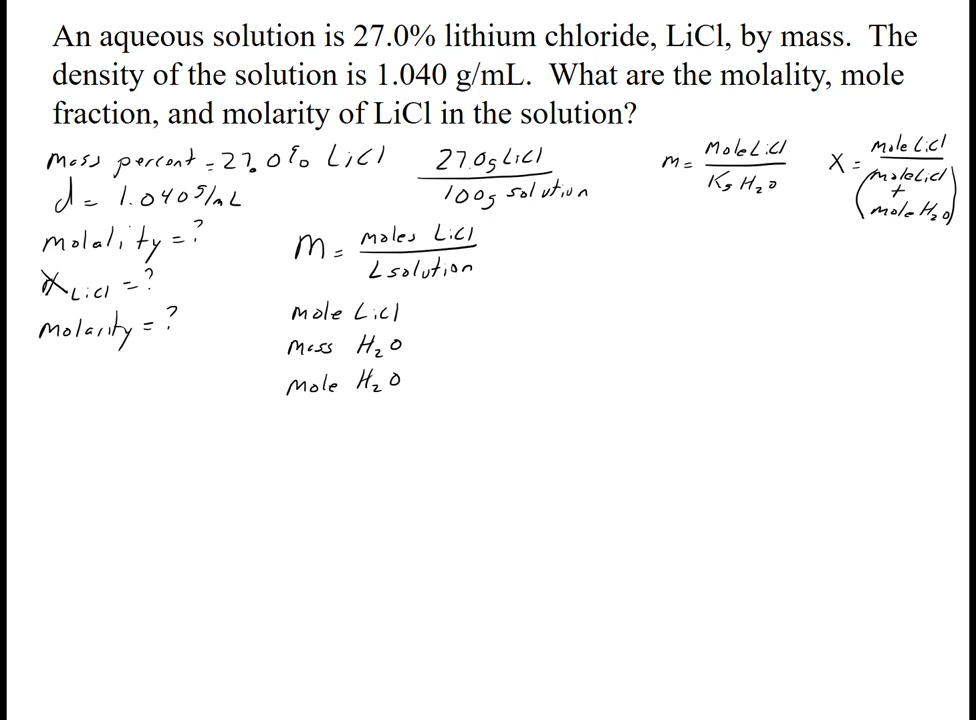 An aqueous solution is 27.0% lithium chloride, LiCl, by mass.  The
density of the solution is 1.040 g/mL.  What are the molality, mole
fraction, and molarity of LiCl in the solution?
mass percent = 27.0% LiCl
d = 1.040 g/mL
molality = ?
XLiCl = ?
molarity = ?
27.0g LiCl
100g solution
M = moles LiCl
L solution
mole LiCl
mass H2O
mole H2O
m = Mole LiCl
Kg H2O
X = Mole LiCl
(mole LiCl
+
mole H2O)